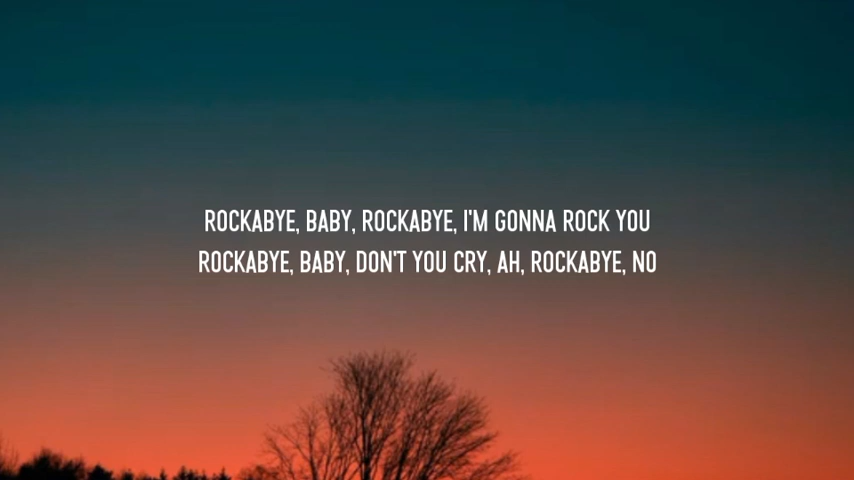 ROCKABYE, BABY, ROCKABYE, I'M GONNA ROCK YOU
ROCKABYE, BABY, DON'T YOU CRY, AH, ROCKABYE, NO